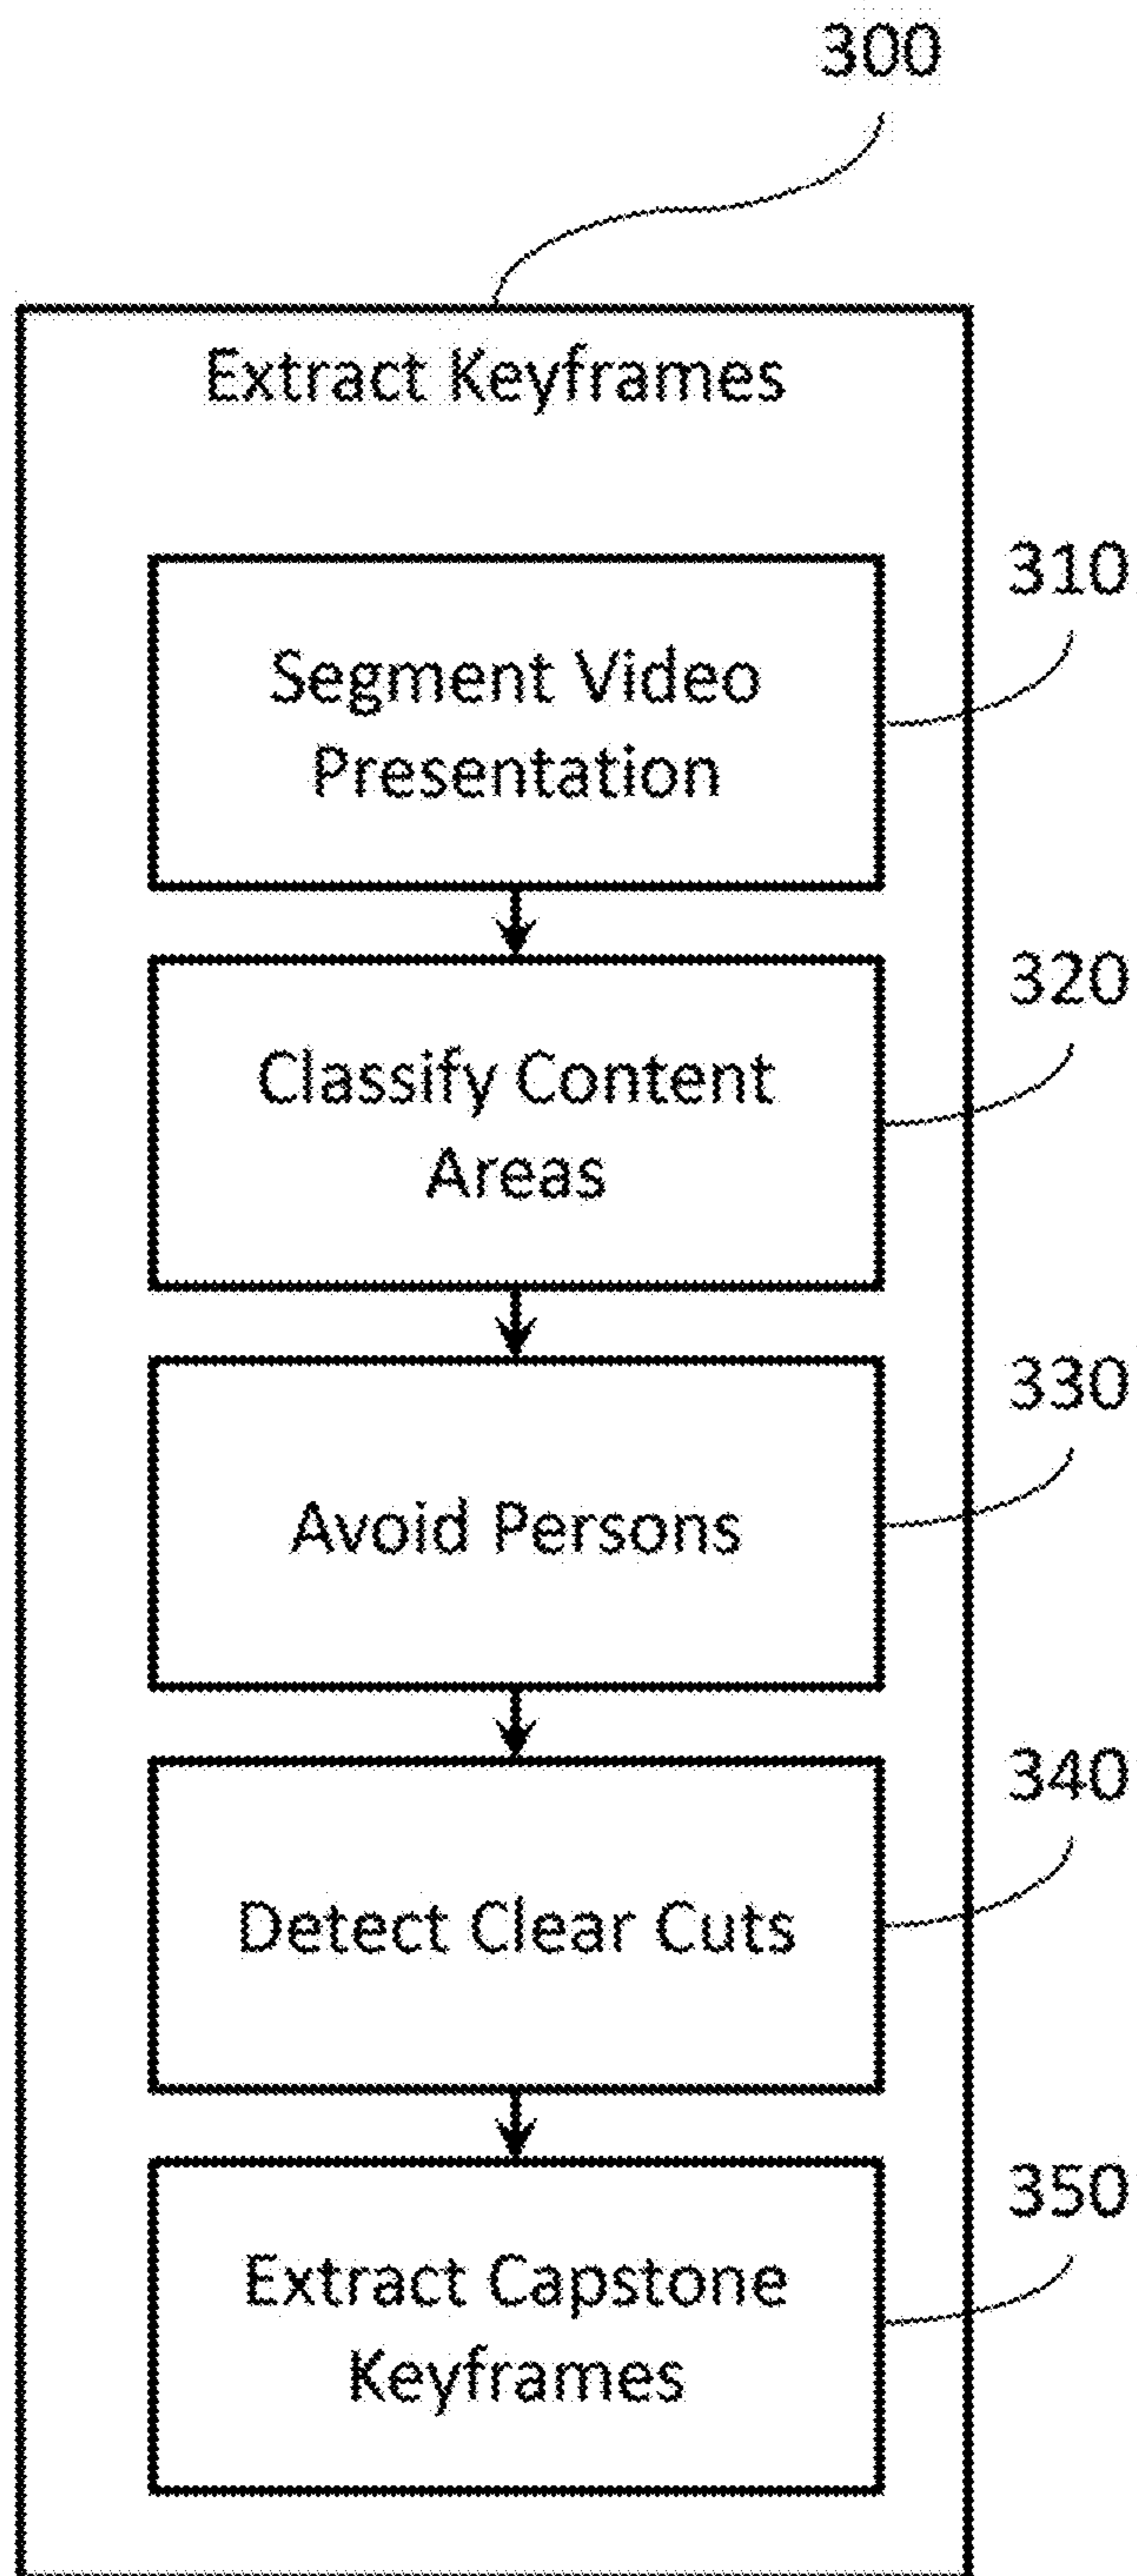 300
Extract Keyframes
310
Segment Video
Presentation
320
Classify Content
Areas
330
Avoid Persons
340
Detect Clear Cuts
350
Extract Capstone
Keyframes